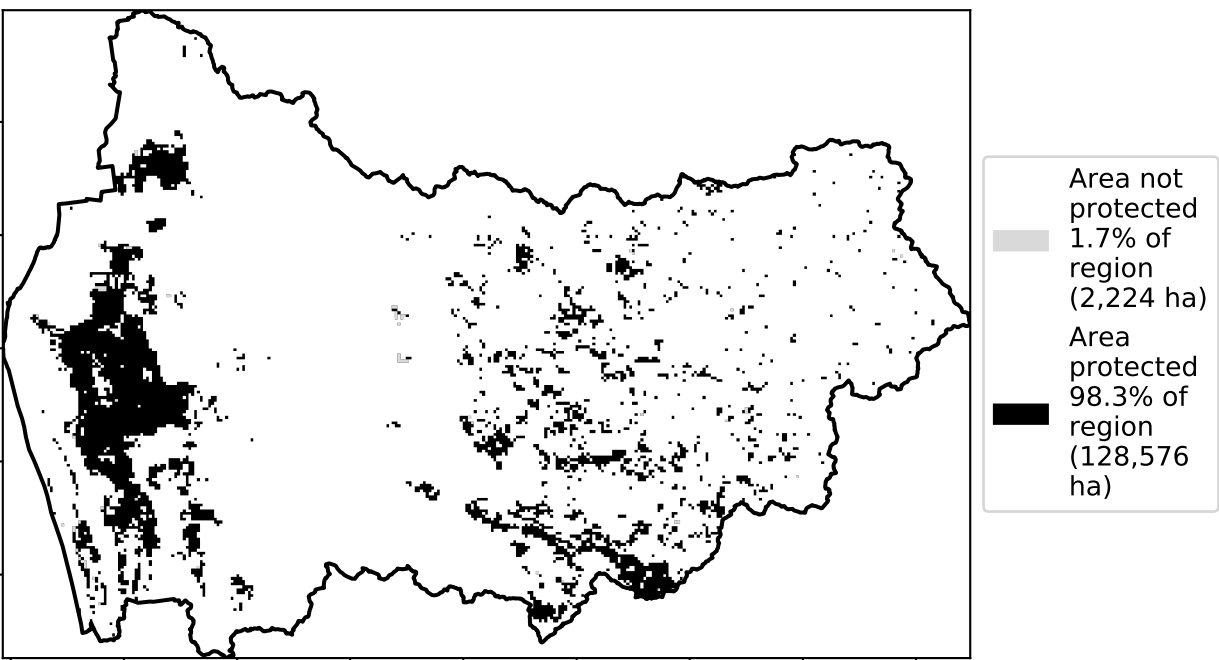 Area not
protected
1.7% of
region
(2,224 ha)
Area
protected
98.3% of
region
(128,576
ha)